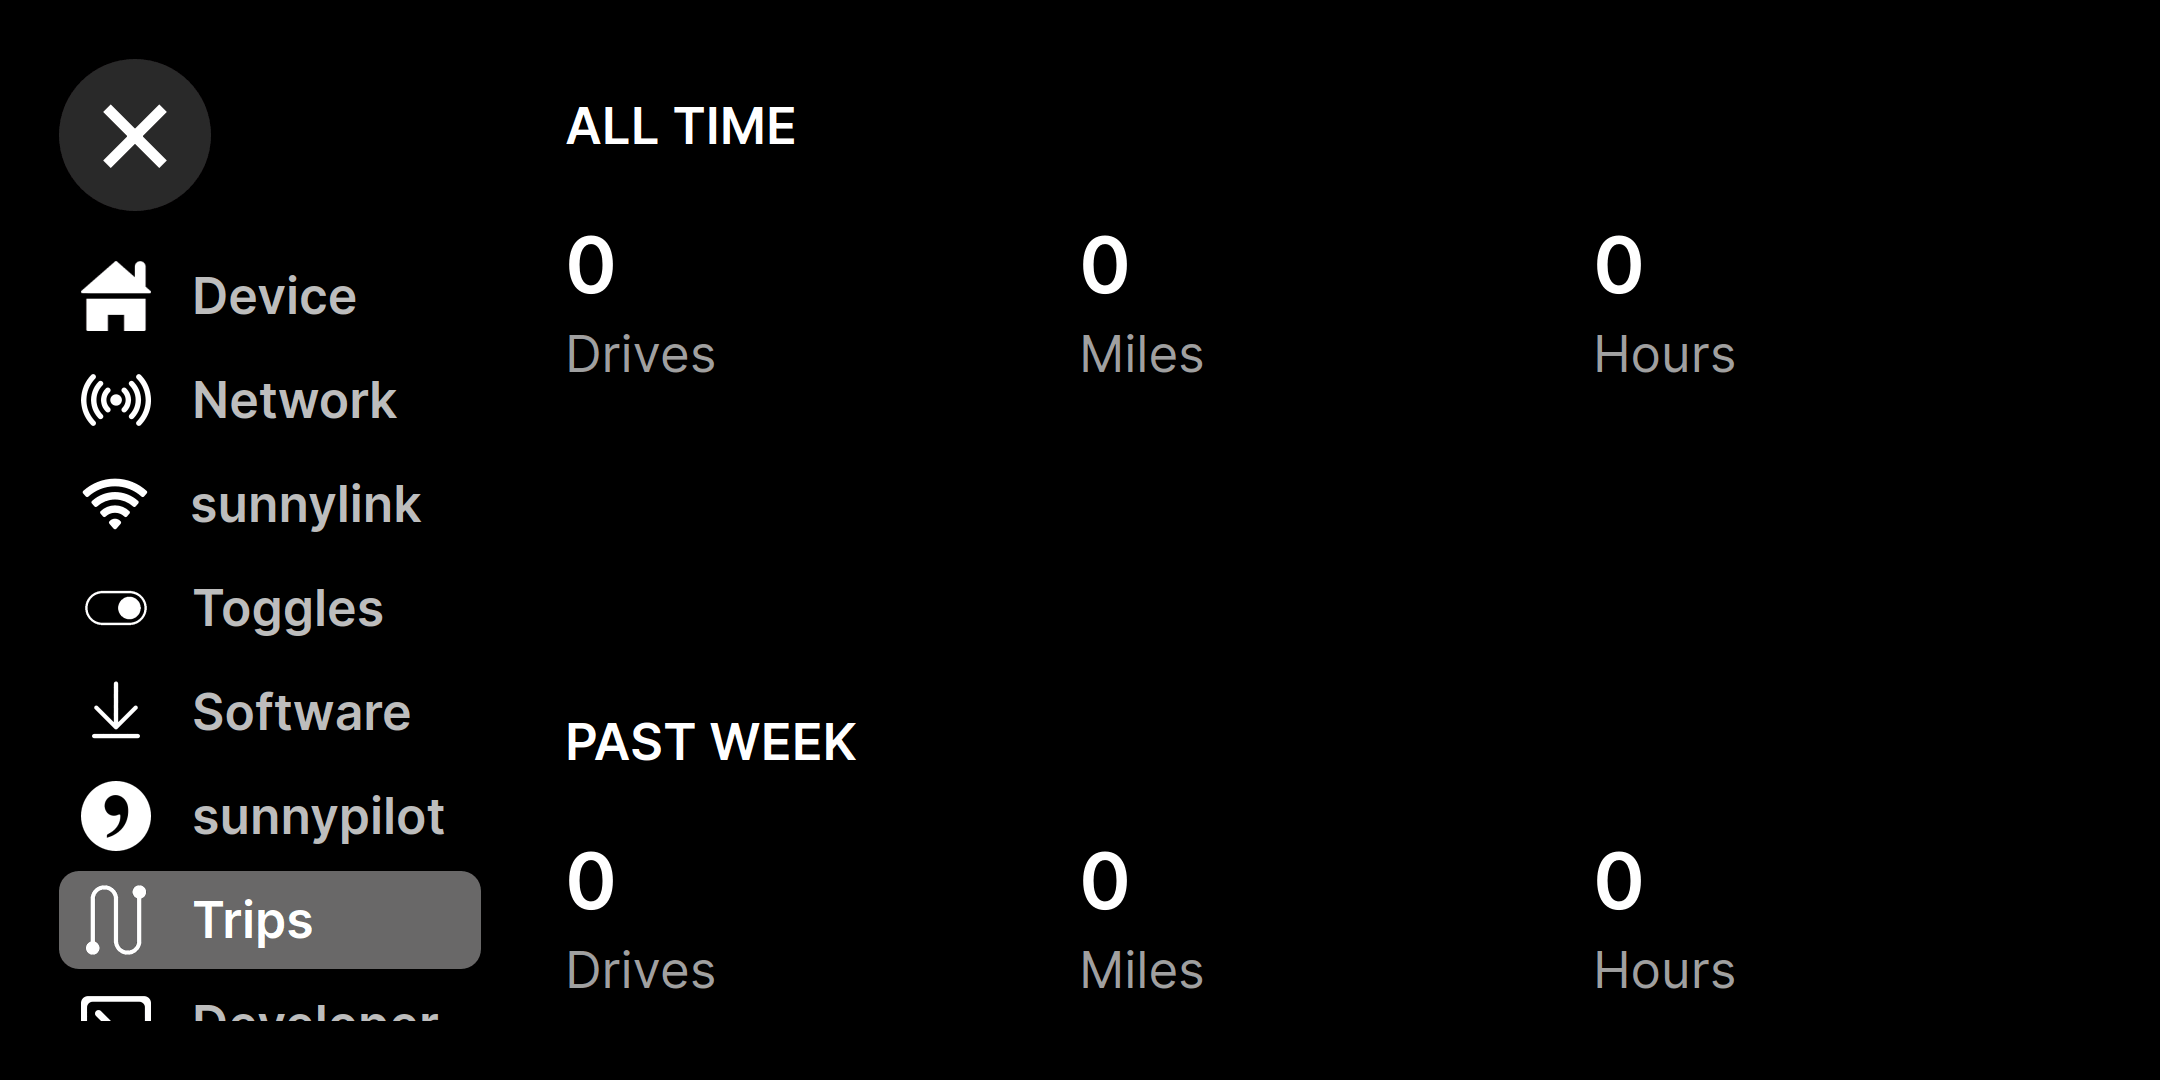 Device
Network
sunnylink
Toggles
Software
sunnypilot
Trips
Developer
ALL TIME
0 0 0
Drives Miles Hours
PAST WEEK
0 0 0
Drives Miles Hours